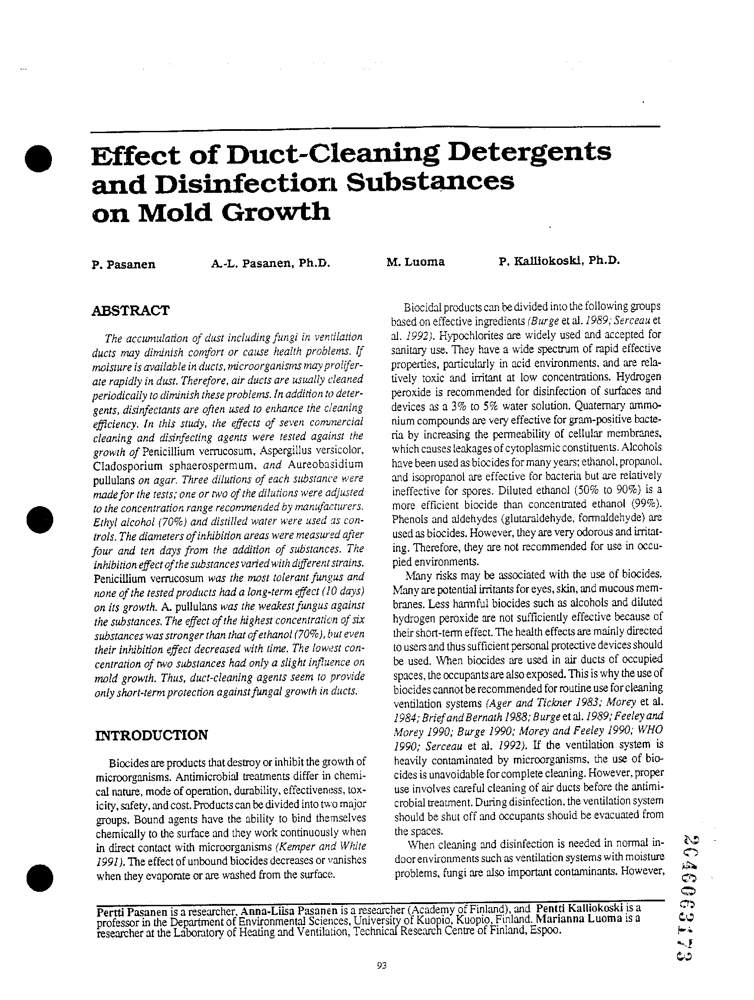 Effect of Duct-Cleaning Detergents
and Disinfection Substances
on Mold Growth
P. Pasanen A.-L. Pasanen, Ph.D. M. Luoma P. Kalliokoski, Ph.D.
ABSTRACT
The accumulation of dust including fungi in ventilation
ducts may diminish comfort or cause health problems. If
moisture is available in ducts, microorganisms may prolifer-
ate rapidly in dust. Therefore, air ducts are usually cleaned
periodically to diminish these problems. In addition to deter-
gents, disinfectants are often used to enhance the cleaning
efficiency. In this study, the effects of seven commercial
cleaning and disinfecting agents were tested against the
growth of Penicillium verrucosum, Aspergillus versicolor,
Cladosporium sphaerospermum, and Aureobasidium
pullulans on agar. Three dilutions of each substance were
made for the tests; one or two of the dilutions were adjusted
to the concentration range recommended by manufacturers.
Ethyl alcohol (70%) and distilled water were used as con-
trols. The diameters of inhibition areas were measured after
four and ten days from the addition of substances. The
inhibition effect of the substances varied with different strains.
Penicillium verrucosum was the most tolerant fungus and
none of the tested products had a long-term effect (10 days)
on its growth. A. pullulans was the weakest fungus against
the substances. The effect of the highest concentration of six
substances was stronger than that of ethanol (70%), but even
their inhibition effect decreased with time. The lowest con-
centration of two substances had only a slight influence on
mold growth. Thus, duct-cleaning agents seem to provide
only short-term protection against fungal growth in ducts.
INTRODUCTION
Biocides are products that destroy or inhibit the growth of
microorganisms. Antimicrobial treatments differ in chemi-
cal nature, mode of operation, durability, effectiveness, tox-
icity, safety, and cost. Products can be divided into two major
groups. Bound agents have the ability to bind themselves
chemically to the surface and they work continuously when
in direct contact with microorganisms (Kemper and White
1991). The effect of unbound biocides decreases or vanishes
when they evaporate or are washed from the surface.
Biocidal products can be divided into the following groups
based on effective ingredients (Burge et al. 1989; Serceau et
al. 1992). Hypochlorites are widely used and accepted for
sanitary use. They have a wide spectrum of rapid effective
properties, particularly in acid environments, and are rela-
tively toxic and irritant at low concentrations. Hydrogen
peroxide is recommended for disinfection of surfaces and
devices as a 3% to 5% water solution. Quaternary ammo-
nium compounds are very effective for gram-positive bacte-
ria by increasing the permeability of cellular membranes,
which causes leakages of cytoplasmic constituents. Alcohols
have been used as biocides for many years; ethanol, propanol,
and isopropanol are effective for bacteria but are relatively
ineffective for spores. Diluted ethanol (50% to 90%) is a
more efficient biocide than concentrated ethanol (99%).
Phenols and aldehydes (glutaraldehyde, formaldehyde) are
used as biocides. However, they are very odorous and irritat-
ing. Therefore, they are not recommended for use in occu-
pied environments.
Many risks may be associated with the use of biocides.
Many are potential irritants for eyes, skin, and mucous mem-
branes. Less harmful biocides such as alcohols and diluted
hydrogen peroxide are not sufficiently effective because of
their short-term effect. The health effects are mainly directed
to users and thus sufficient personal protective devices should
be used. When biocides are used in air ducts of occupied
spaces, the occupants are also exposed. This is why the use of
biocides cannot be recommended for routine use for cleaning
ventilation systems (Ager and Tickner 1983; Morey et al.
1984; Brief and Bernath 1988; Burge et al. 1989; Feeley and
Morey 1990; Burge 1990; Morey and Feeley 1990; WHO
1990; Serceau et al. 1992). If the ventilation system is
heavily contaminated by microorganisms, the use of bio-
cides is unavoidable for complete cleaning. However, proper
use involves careful cleaning of air ducts before the antimi-
crobial treatment. During disinfection, the ventilation system
should be shut off and occupants should be evacuated from
the spaces.
When cleaning and disinfection is needed in normal in-
door environments such as ventilation systems with moisture
problems, fungi are also important contaminants. However,
Pertti Pasanen is a researcher, Anna-Liisa Pasanen is a researcher (Academy of Finland), and Pentti Kalliokoski is a
professor in the Department of Environmental Sciences, University of Kuopio, Kuopio, Finland. Marianna Luoma is a
researcher at the Laboratory of Heating and Ventilation, Technical Research Centre of Finland, Espoo.
93
2046063173